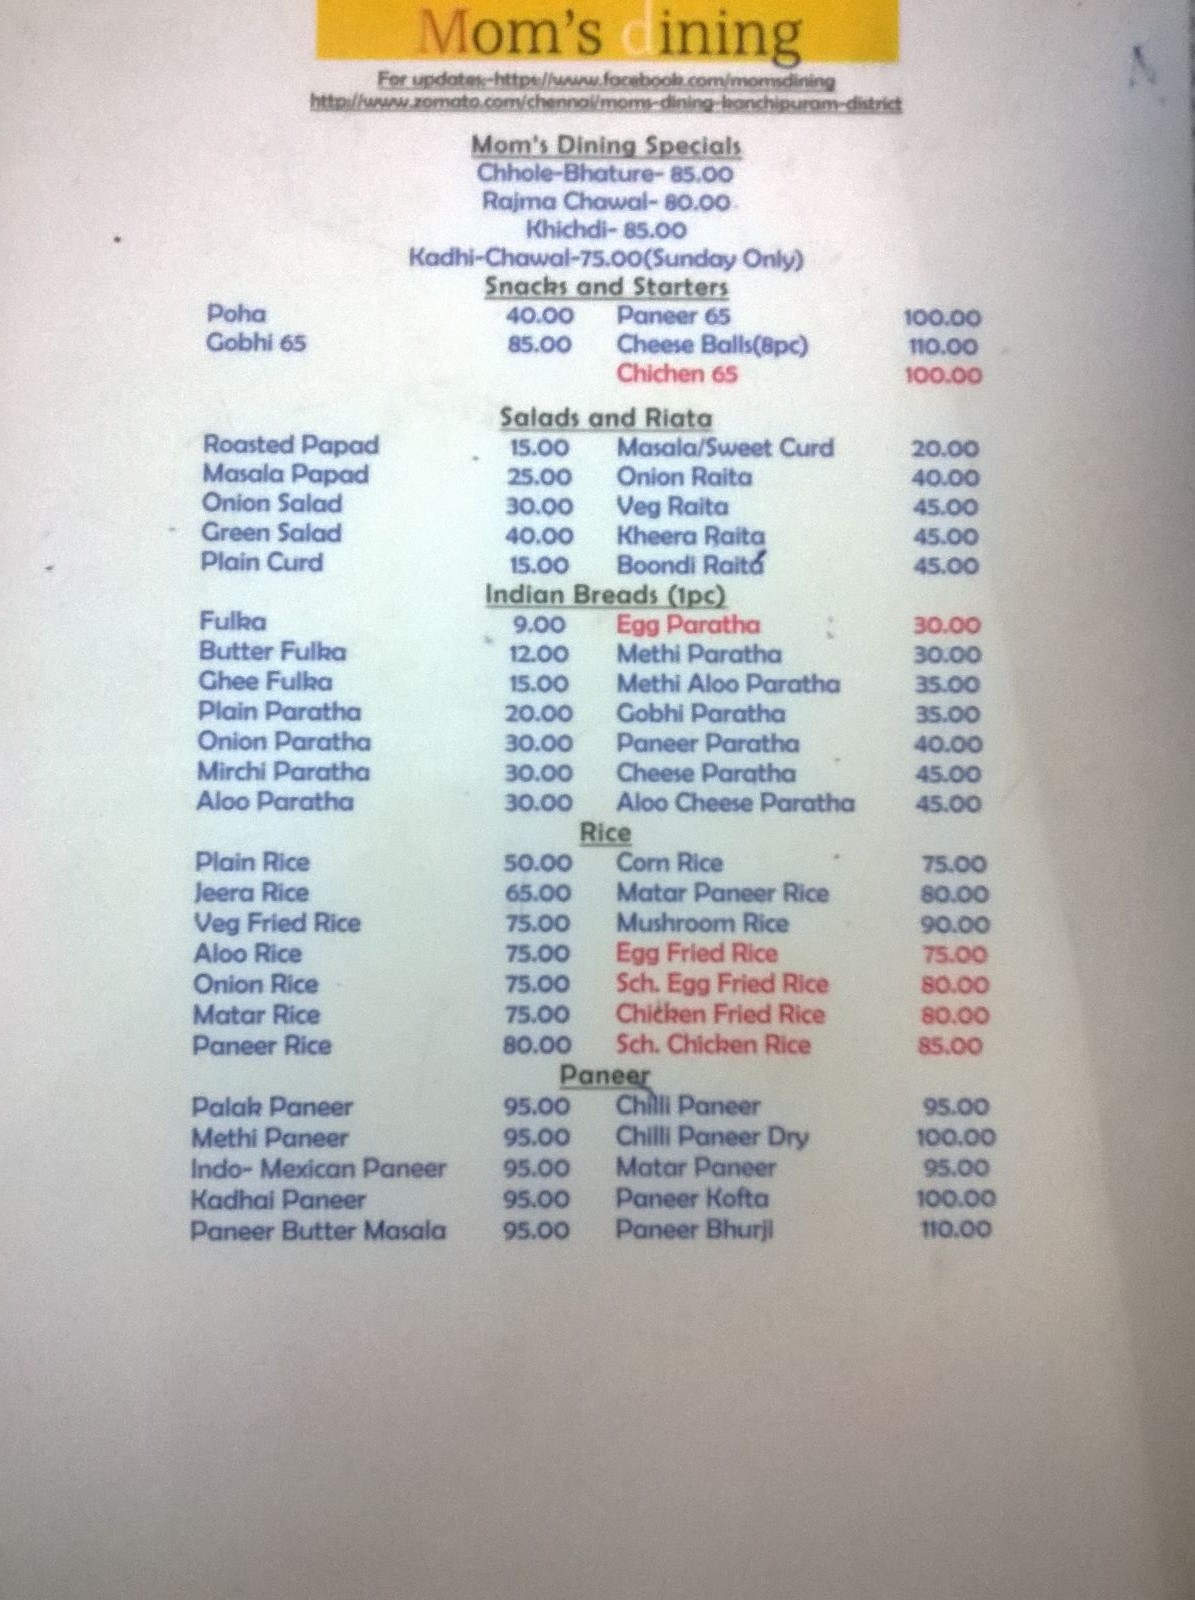 Mom's dining
For updates:-https://www.facebook.com/momsdining
http://www.zomato.com/chennai/moms-dining-kanchipuram-district
Mom's Dining Specials
Chhole-Bhature- 85.00
Rajma Chawal- 80.00
Khichdi- 85.00
Kadhi-Chawal-75.00(Sunday Only)
Snacks and Starters
Poha 40.00 Paneer 65 100.00
Gobhi 65 85.00 Cheese Balls(8pc) 110.00
Chichen 65 100.00
Salads and Riata
Roasted Papad 15.00 Masala/Sweet Curd 20.00
Masala Papad 25.00 Onion Raita 40.00
Onion Salad 30.00 Veg Raita 45.00
Green Salad 40.00 Kheera Raita 45.00
Plain Curd 15.00 Boondi Raita 45.00
Indian Breads (1pc)
Fulka 9.00 Egg Paratha 30.00
Butter Fulka 12.00 Methi Paratha 30.00
Ghee Fulka 15.00 Methi Aloo Paratha 35.00
Plain Paratha 20.00 Gobhi Paratha 35.00
Onion Paratha 30.00 Paneer Paratha 40.00
Mirchi Paratha 30.00 Cheese Paratha 45.00
Aloo Paratha 30.00 Aloo Cheese Paratha 45.00
Rice
Plain Rice 50.00 Corn Rice 75.00
Jeera Rice 65.00 Matar Paneer Rice 80.00
Veg Fried Rice 75.00 Mushroom Rice 90.00
Aloo Rice 75.00 Egg Fried Rice 75.00
Onion Rice 75.00 Sch. Egg Fried Rice 80.00
Matar Rice 75.00 Chicken Fried Rice 80.00
Paneer Rice 80.00 Sch. Chicken Rice 85.00
Paneer
Palak Paneer 95.00 Chilli Paneer 95.00
Methi Paneer 95.00 Chilli Paneer Dry 100.00
Indo- Mexican Paneer 95.00 Matar Paneer 95.00
Kadhai Paneer 95.00 Paneer Kofta 100.00
Paneer Butter Masala 95.00 Paneer Bhurji 110.00